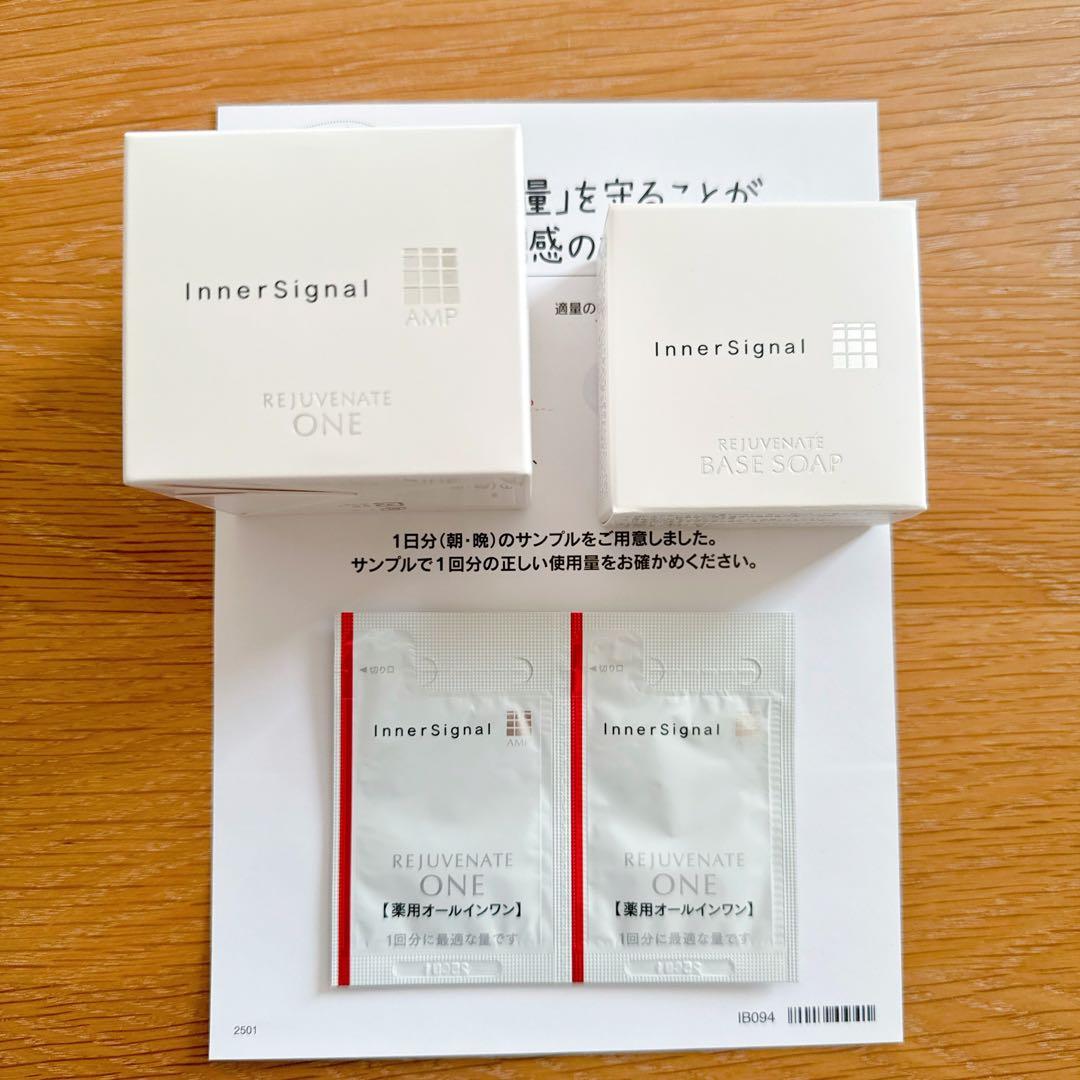 量」を守ることが
感の
適量の
InnerSignal
AMP
REJUVENATE
ONE
InnerSignal
REJUVENATE
BASE SOAP
1日分(朝・晩)のサンプルをご用意しました。
サンプルで1回分の正しい使用量をお確かめください。
◀切り口
InnerSignal
AMP
REJUVENATE
ONE
【薬用オールインワン】
1回分に最適な量です
◀切り口
InnerSignal
REJUVENATE
ONE
【薬用オールインワン】
1回分に最適な量です
2501
IB094